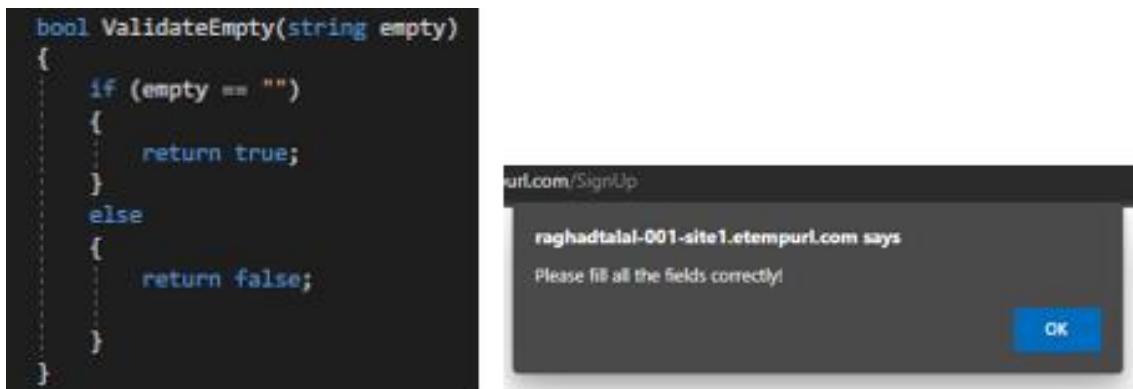 bool ValidateEmpty(string empty)
{
if (empty == "")
{
return true;
}
else
{
return false;
}
}
url.com/SignUp
raghadtalal-001-site1.etempurl.com says
Please fill all the fields correctly!
OK